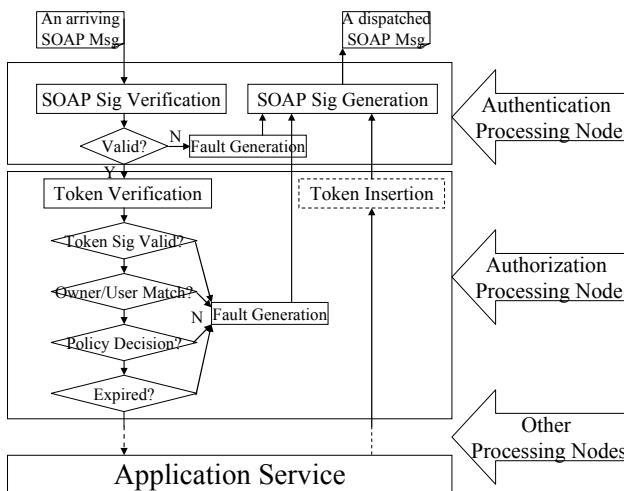 An arriving
SOAP Msg
A dispatched
SOAP Msg
SOAP Sig Verification
SOAP Sig Generation
Valid?
N
Fault Generation
Y
Authentication
Processing Node
Token Verification
Token Insertion
Token Sig Valid?
Owner/User Match?
N
Fault Generation
Policy Decision?
Expired?
Authorization
Processing Node
Other
Processing Nodes
Application Service